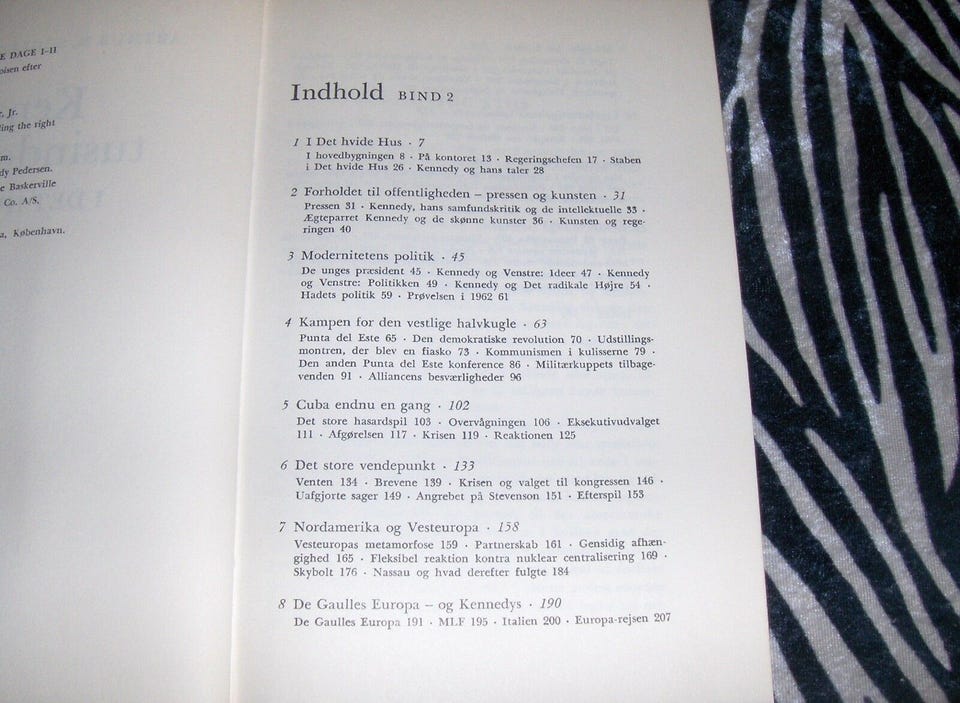 E DAGE I-II
oisen efter
, Jr.
ling the right
m.
dy Pedersen.
e Baskerville
Co. A/S.
a, København.
Indhold BIND 2
1 I Det hvide Hus · 7
I hovedbygningen 8 · På kontoret 13 · Regeringschefen 17 · Staben
i Det hvide Hus 26 · Kennedy og hans taler 28
2 Forholdet til offentligheden – pressen og kunsten · 31
Pressen 31 · Kennedy, hans samfundskritik og de intellektuelle 33 ·
Ægteparret Kennedy og de skønne kunster 36 · Kunsten og rege-
ringen 40
3 Modernitetens politik · 45
De unges præsident 45 · Kennedy og Venstre: Ideer 47 · Kennedy
og Venstre: Politikken 49 · Kennedy og Det radikale Højre 54 ·
Hadets politik 59 · Prøvelsen i 1962 61
4 Kampen for den vestlige halvkugle · 63
Punta del Este 65 · Den demokratiske revolution 70 · Udstillings-
montren, der blev en fiasko 73 · Kommunismen i kulisserne 79 ·
Den anden Punta del Este konference 86 · Militærkuppets tilbage-
venden 91 · Alliancens besværligheder 96
5 Cuba endnu en gang · 102
Det store hasardspil 103 · Overvågningen 106 · Eksekutivudvalget
111 · Afgørelsen 117 · Krisen 119 · Reaktionen 125
6 Det store vendepunkt · 133
Venten 134 · Brevene 139 · Krisen og valget til kongressen 146 ·
Uafgjorte sager 149 · Angrebet på Stevenson 151 · Efterspil 153
7 Nordamerika og Vesteuropa · 158
Vesteuropas metamorfose 159 · Partnerskab 161 · Gensidig afhæn-
gighed 165 · Fleksibel reaktion kontra nuklear centralisering 169 ·
Skybolt 176 · Nassau og hvad derefter fulgte 184
8 De Gaulles Europa – og Kennedys · 190
De Gaulles Europa 191 · MLF 195 · Italien 200 · Europa-rejsen 207